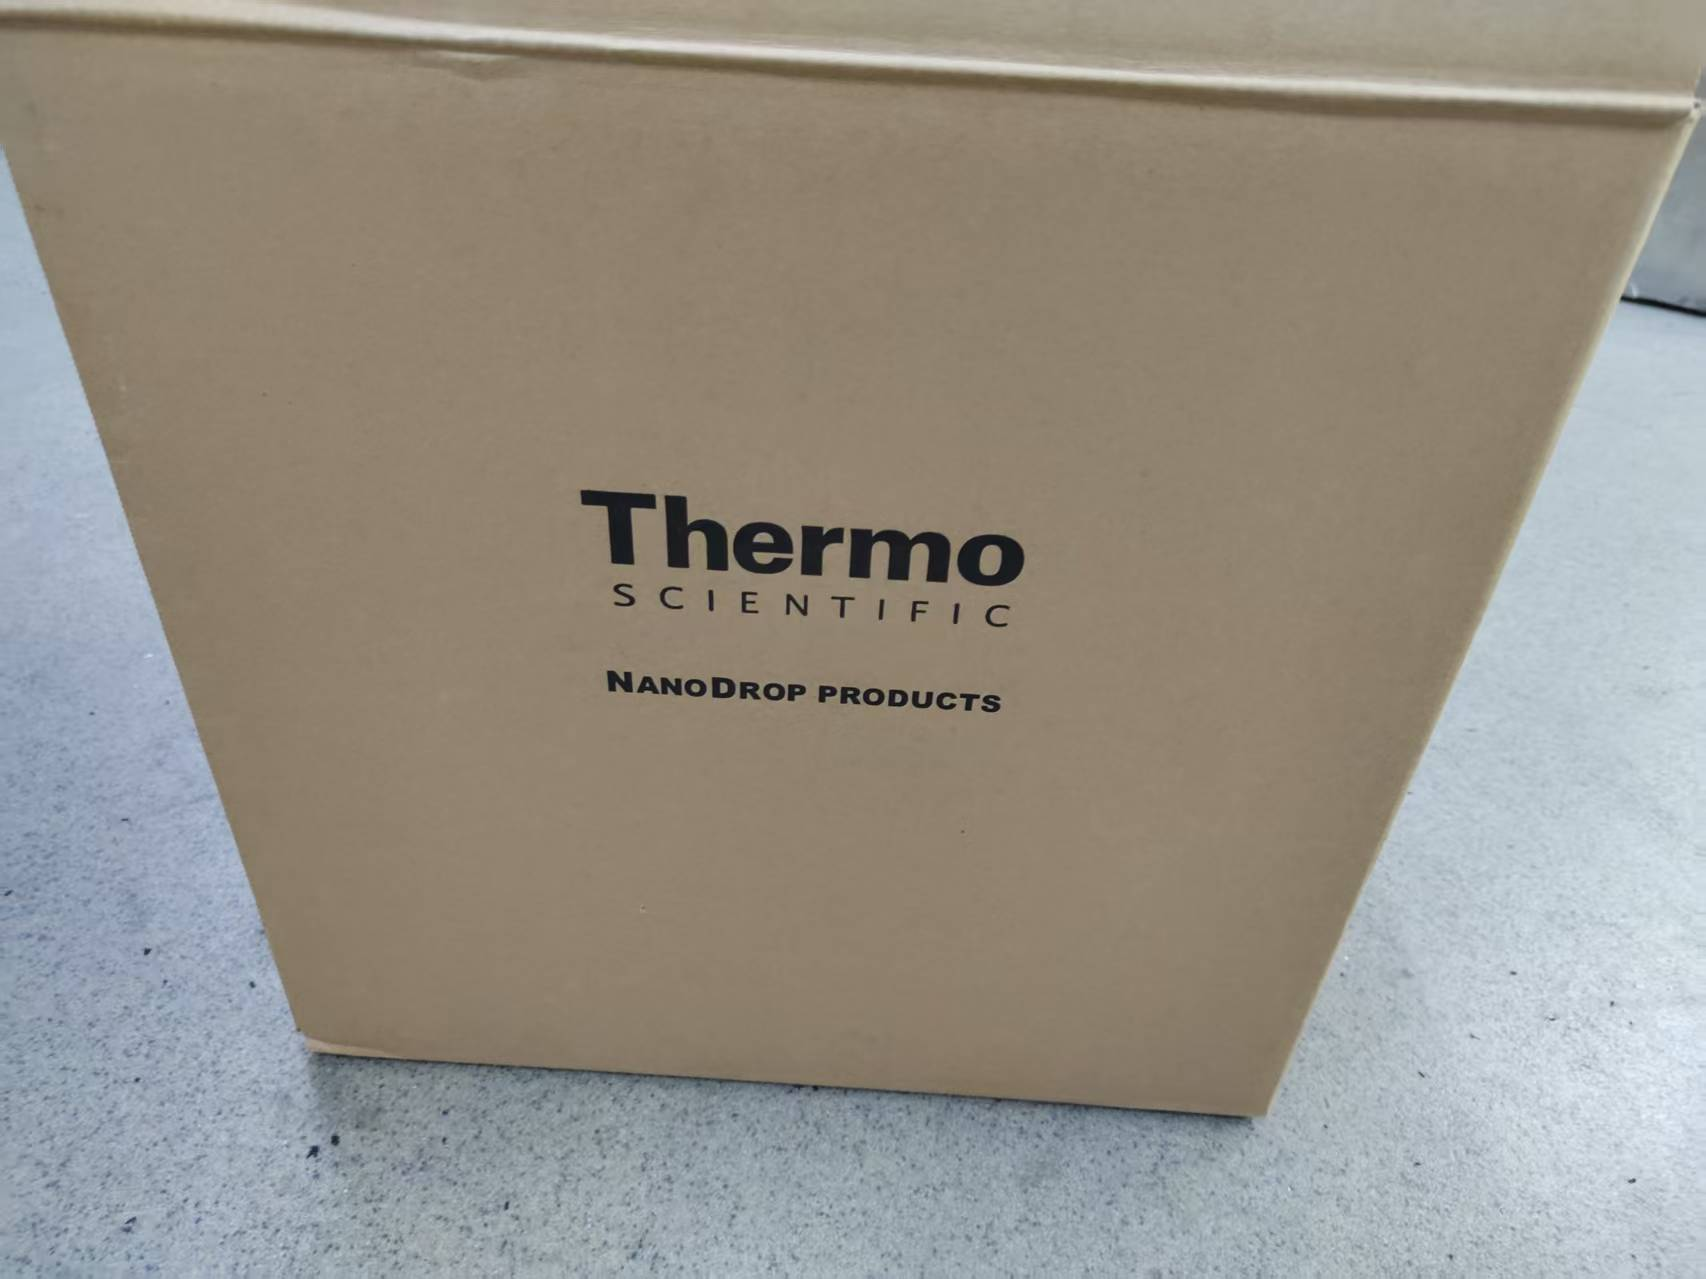 Thermo
SCIENTIFIC
NANODROP PRODUCTS